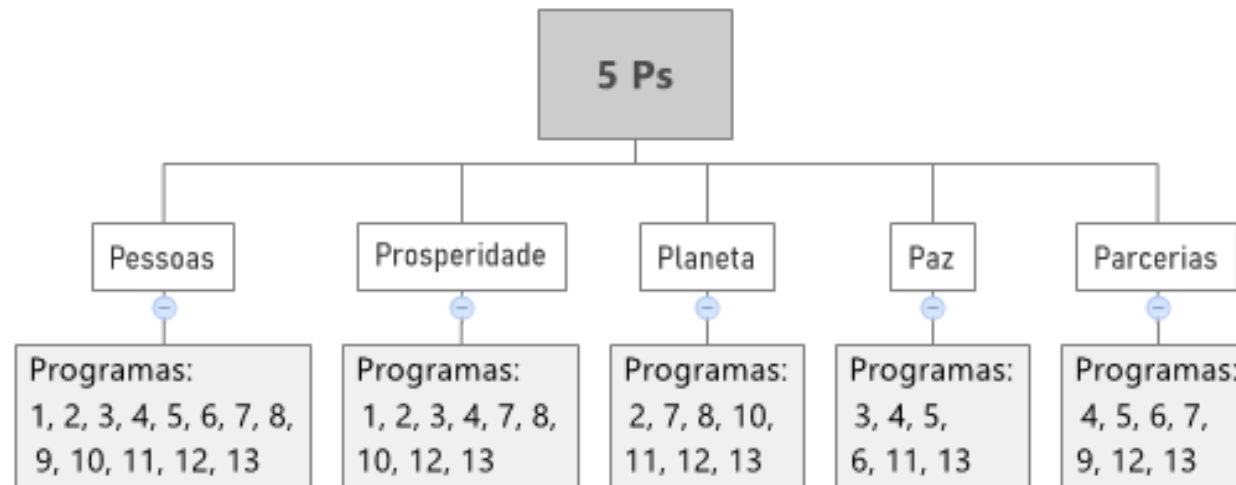 5 Ps
Pessoas
Prosperidade
Planeta
Paz
Parcerias
Programas:
1, 2, 3, 4, 5, 6, 7, 8,
9, 10, 11, 12, 13
Programas:
1, 2, 3, 4, 7, 8,
10, 12, 13
Programas:
2, 7, 8, 10,
11, 12, 13
Programas:
3, 4, 5,
6, 11, 13
Programas:
4, 5, 6, 7,
9, 12, 13